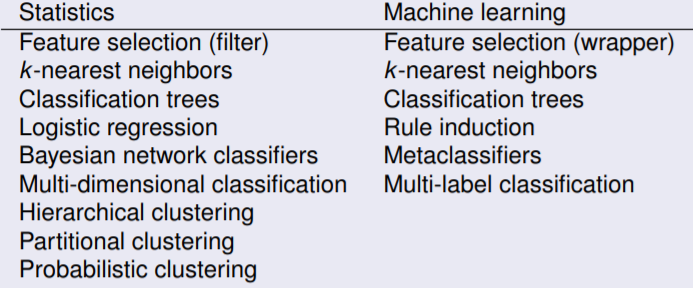 Statistics Machine learning
Feature selection (filter) Feature selection (wrapper)
k-nearest neighbors k-nearest neighbors
Classification trees Classification trees
Logistic regression Rule induction
Bayesian network classifiers Metaclassifiers
Multi-dimensional classification Multi-label classification
Hierarchical clustering
Partitional clustering
Probabilistic clustering